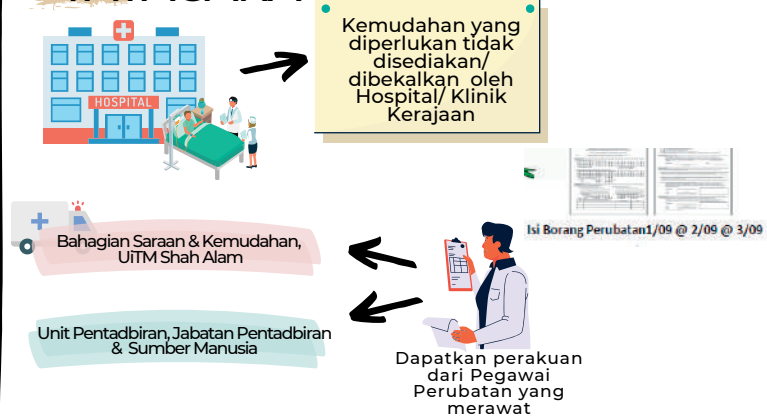 Kemudahan yang
diperlukan tidak
disediakan/
dibekalkan oleh
Hospital/ Klinik
Kerajaan
HOSPITAL
Isi Borang Perubatan1/09 @ 2/09 @ 3/09
Bahagian Saraan & Kemudahan,
UiTM Shah Alam
Unit Pentadbiran, Jabatan Pentadbiran
& Sumber Manusia
Dapatkan perakuan
dari Pegawai
Perubatan yang
merawat